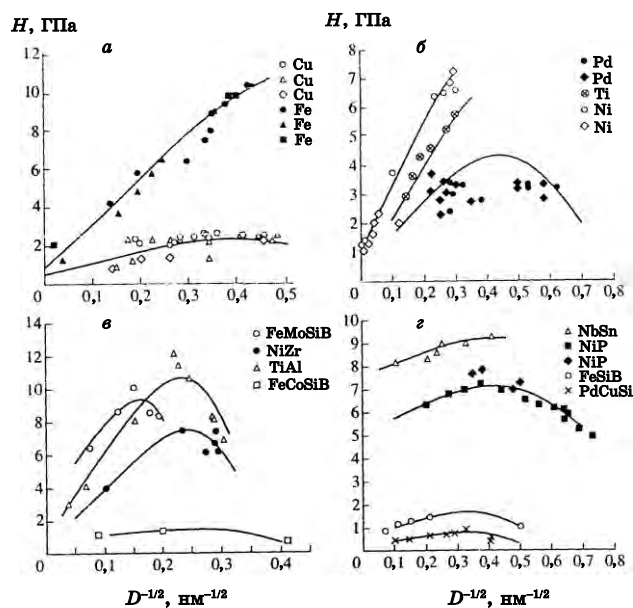 H, ГПа
а
12
10
8
6
4
2
0
0,1
0,2
0,3
0,4
0,5
Cu
Cu
Cu
Fe
Fe
Fe
H, ГПа
б
8
7
6
5
4
3
2
1
0
0,1
0,2
0,3
0,4
0,5
0,6
0,7
0,8
Pd
Pd
Ti
Ni
Ni
в
14
12
10
8
6
4
2
0
0,1
0,2
0,3
0,4
FeMoSiB
NiZr
TiAl
FeCoSiB
D⁻¹/², нм⁻¹/²
г
10
9
8
7
6
5
4
3
2
1
0
0,1
0,2
0,3
0,4
0,5
0,6
0,7
0,8
NbSn
NiP
NiP
FeSiB
PdCuSi
D⁻¹/², нм⁻¹/²